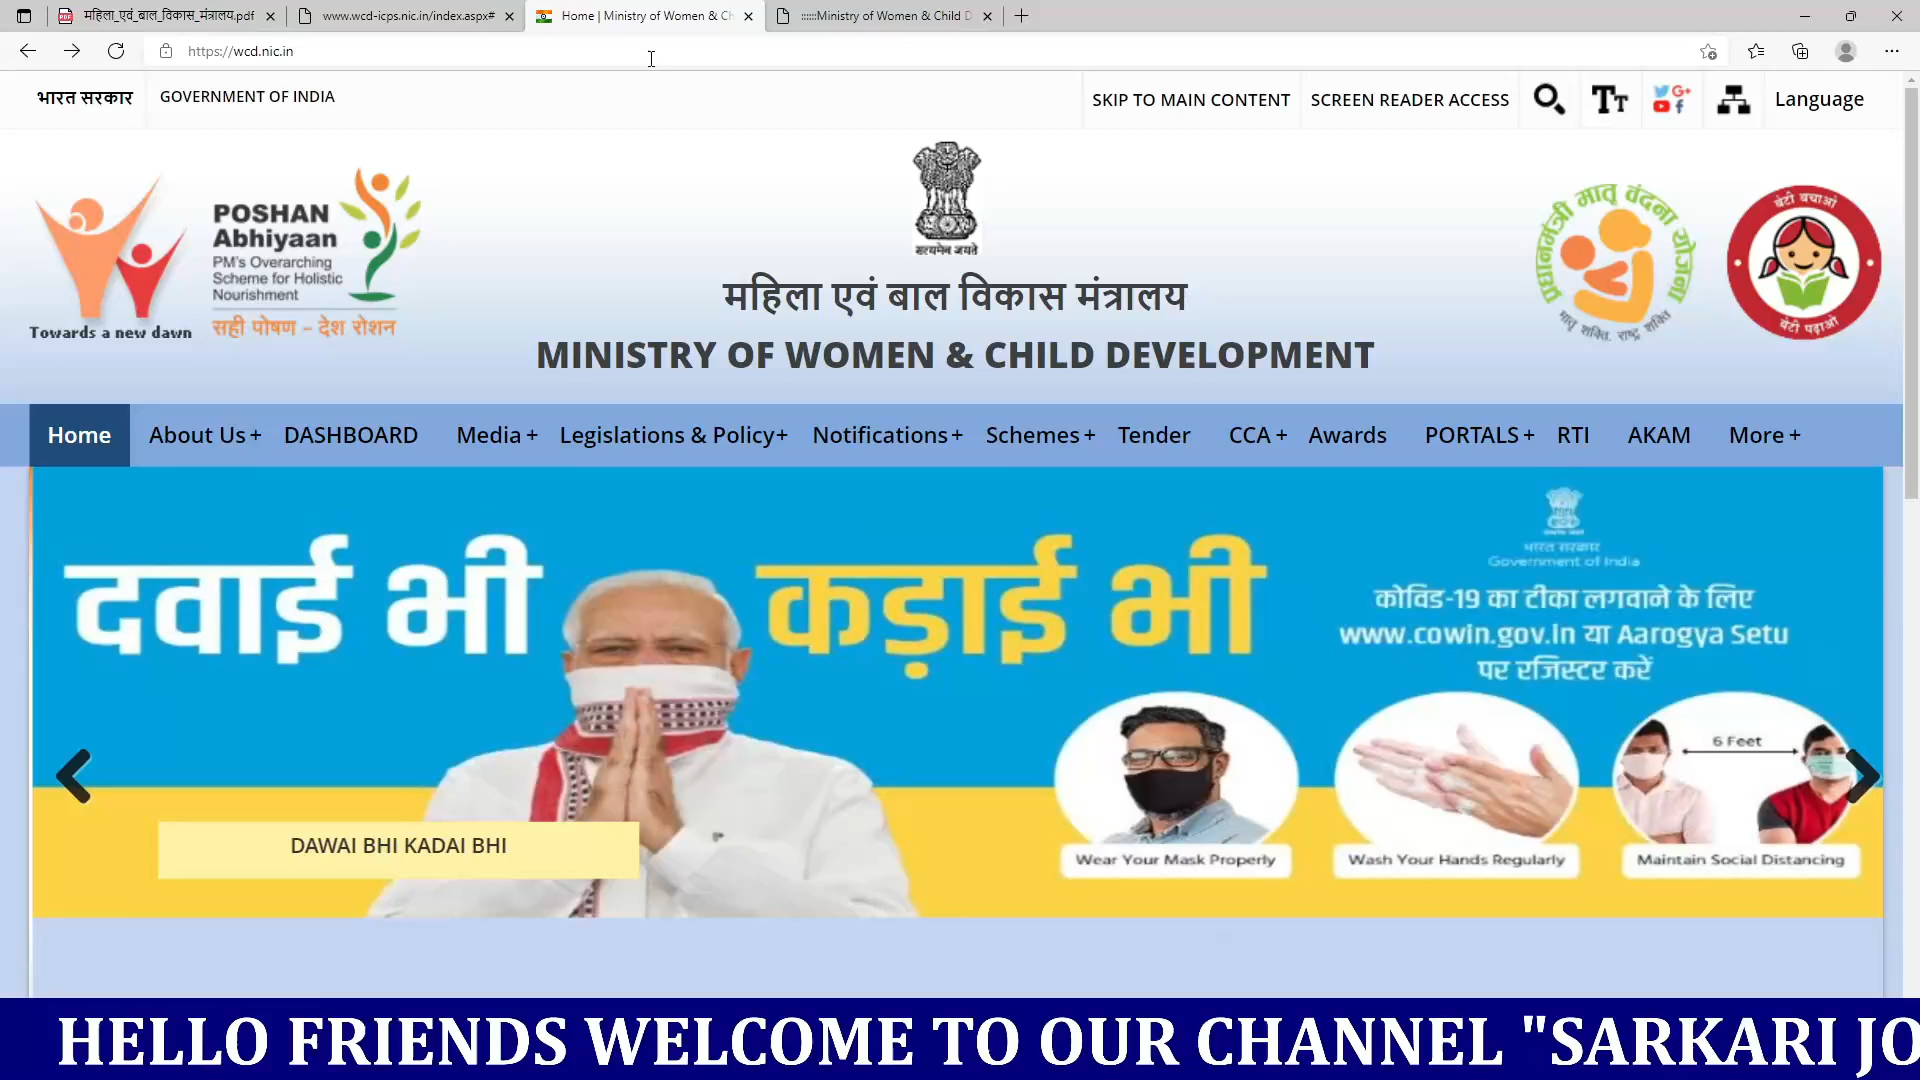 महिला_एवं_बाल_विकास_मंत्रालय.pdf
www.wcd-icps.nic.in/index.aspx#
Home | Ministry of Women & Ch
::::::Ministry of Women & Child D
https://wcd.nic.in
भारत सरकार
GOVERNMENT OF INDIA
SKIP TO MAIN CONTENT
SCREEN READER ACCESS
Language
Towards a new dawn
POSHAN
Abhiyaan
PM's Overarching
Scheme for Holistic
Nourishment
सही पोषण – देश रोशन
सत्यमेव जयते
महिला एवं बाल विकास मंत्रालय
MINISTRY OF WOMEN & CHILD DEVELOPMENT
प्रधानमंत्री मातृ वंदना योजना
मातृ शक्ति, राष्ट्र शक्ति
बेटी बचाओ
बेटी पढ़ाओ
Home About Us + DASHBOARD Media + Legislations & Policy + Notifications + Schemes + Tender CCA + Awards PORTALS + RTI AKAM More +
दवाई भी कड़ाई भी
भारत सरकार
Government of India
कोविड-19 का टीका लगवाने के लिए
www.cowin.gov.in या Aarogya Setu
पर रजिस्टर करें
6 Feet
DAWAI BHI KADAI BHI
Wear Your Mask Properly
Wash Your Hands Regularly
Maintain Social Distancing
HELLO FRIENDS WELCOME TO OUR CHANNEL "SARKARI JO